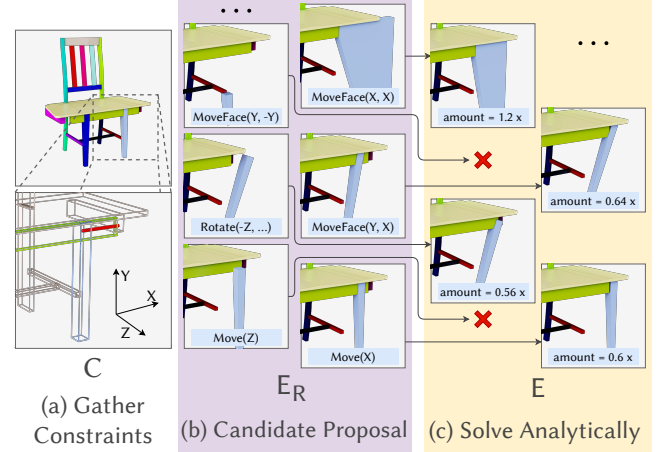 ...
...
MoveFace(Y, -Y)
MoveFace(X, X)
amount = 1.2 x
Rotate(-Z, ...)
MoveFace(Y, X)
amount = 0.64 x
amount = 0.56 x
Y
X
Z
Move(Z)
Move(X)
amount = 0.6 x
C
E_R
E
(a) Gather
Constraints
(b) Candidate Proposal
(c) Solve Analytically